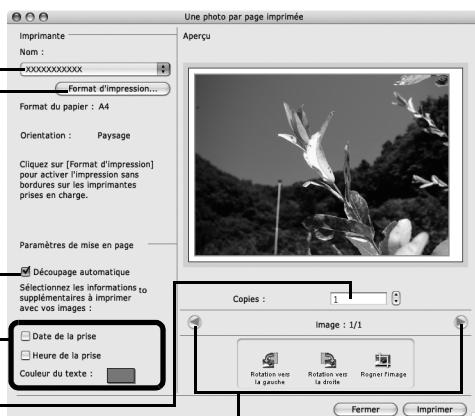 Une photo par page imprimée
Imprimante
Nom :
XXXXXXXXXXX
Format d'impression...
Format du papier : A4
Orientation : Paysage
Cliquez sur [Format d'impression]
pour activer l'impression sans
bordures sur les imprimantes
prises en charge.
Paramètres de mise en page
Découpage automatique
Sélectionnez les informations to
supplémentaires à imprimer
avec vos images :
Date de la prise
Heure de la prise
Couleur du texte :
Aperçu
Copies : 1
Image : 1/1
Rotation vers
la gauche
Rotation vers
la droite
Rogner l'image
Fermer
Imprimer